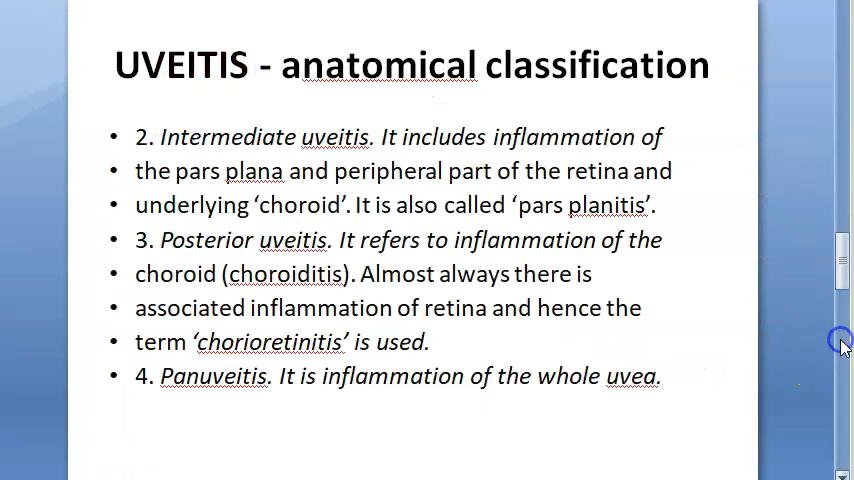 UVEITIS - anatomical classification
• 2. Intermediate uveitis. It includes inflammation of
• the pars plana and peripheral part of the retina and
• underlying ‘choroid’. It is also called ‘pars planitis’.
• 3. Posterior uveitis. It refers to inflammation of the
• choroid (choroiditis). Almost always there is
• associated inflammation of retina and hence the
• term ‘chorioretinitis’ is used.
• 4. Panuveitis. It is inflammation of the whole uvea.